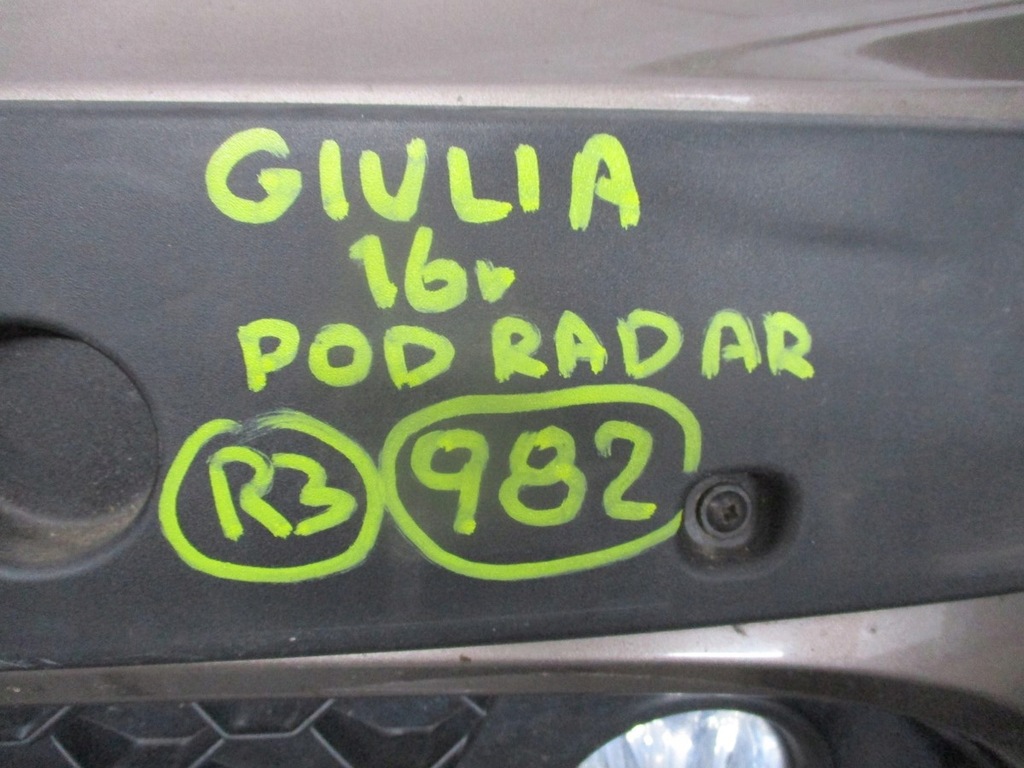 GIULIA
16v
POD RADAR
R3 982